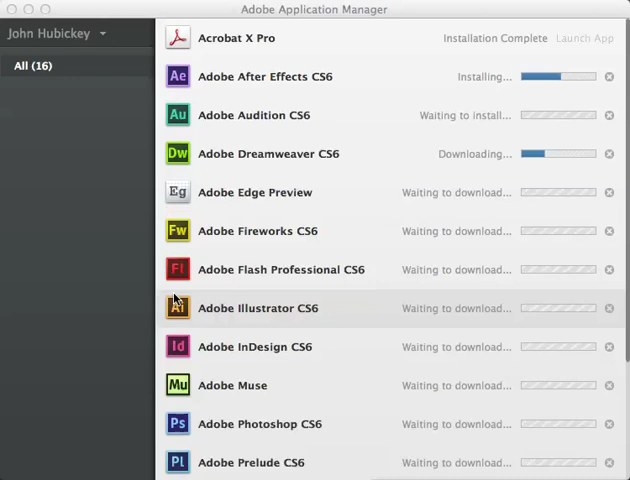 Adobe Application Manager
John Hubickey
All (16)
Acrobat X Pro Installation Complete Launch App
Ae Adobe After Effects CS6 Installing...
Au Adobe Audition CS6 Waiting to install...
Dw Adobe Dreamweaver CS6 Downloading...
Eg Adobe Edge Preview Waiting to download...
Fw Adobe Fireworks CS6 Waiting to download...
Fl Adobe Flash Professional CS6 Waiting to download...
Ai Adobe Illustrator CS6 Waiting to download...
Id Adobe InDesign CS6 Waiting to download...
Mu Adobe Muse Waiting to download...
Ps Adobe Photoshop CS6 Waiting to download...
Pl Adobe Prelude CS6 Waiting to download...